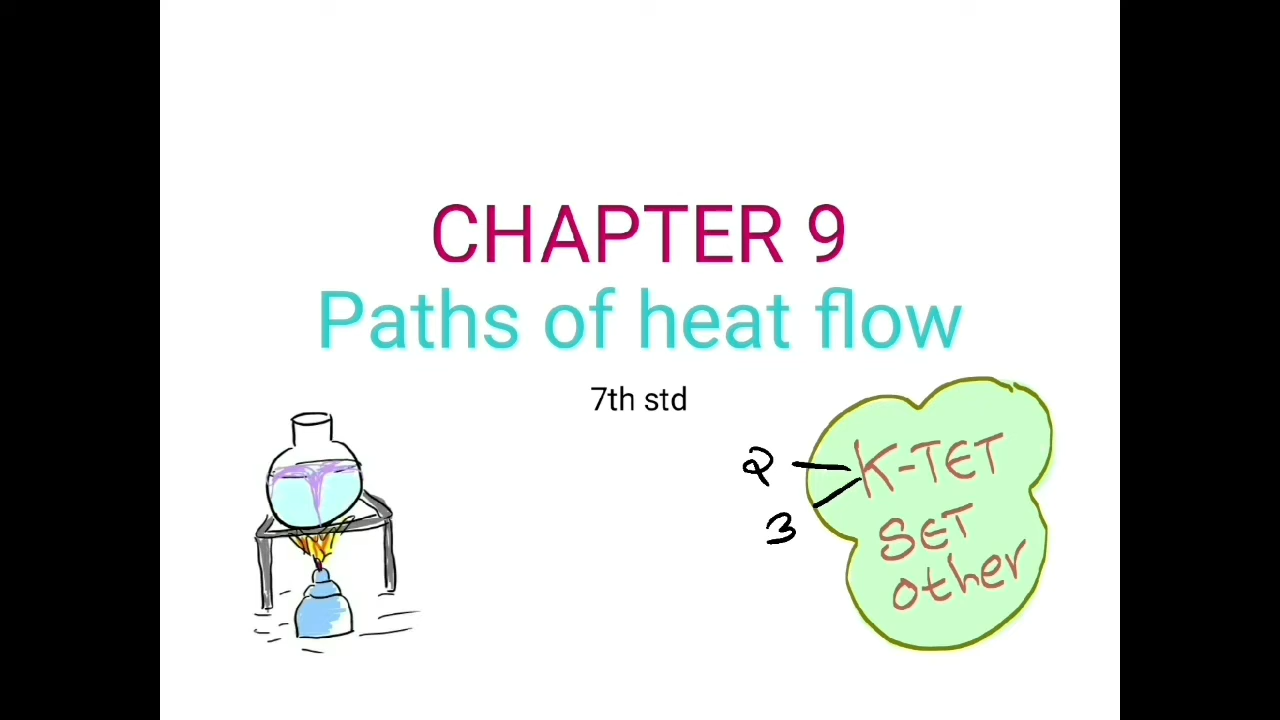 CHAPTER 9
Paths of heat flow
7th std
2
K-TET
3
SET
other